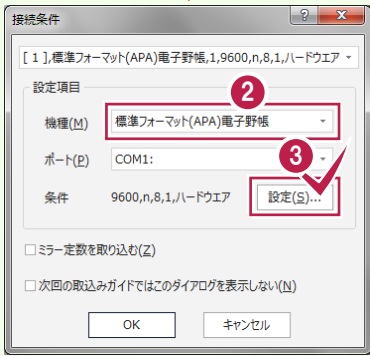 接続条件
?
[ 1 ],標準フォーマット(APA)電子野帳,1,9600,n,8,1,ハードウエア
設定項目
2
機種(M) 標準フォーマット(APA)電子野帳
ポート(P) COM1:
3
条件 9600,n,8,1,ハードウエア 設定(S)...
ミラー定数を取り込む(Z)
次回の取込みガイドではこのダイアログを表示しない(N)
OK キャンセル